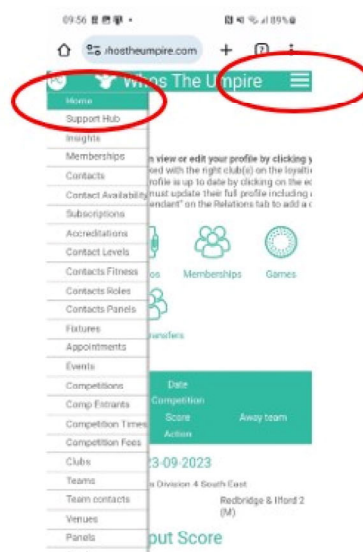 09:56
89%
hostheumpire.com
Whos The Umpire
Home
Support Hub
Insights
Memberships
n view or edit your profile by clicking y
ked with the right club(s) on the loyalti
Contacts
rofile is up to date by clicking on the ec
Contact Availability
must update their full profile including
endant" on the Relations tab to add a c
Subscriptions
Accreditations
Contact Levels
Contacts Fitness
os Memberships Games
Contacts Roles
Contacts Panels
Fixtures
ransfers
Appointments
Events
Competitions
Date
Comp Entrants
Competition
Competition Times
Score Away team
Competition Fees
Action
Clubs
23-09-2023
Teams
s Division 4 South East
Team contacts
Redbridge & Ilford 2
(M)
Venues
Panels
put Score